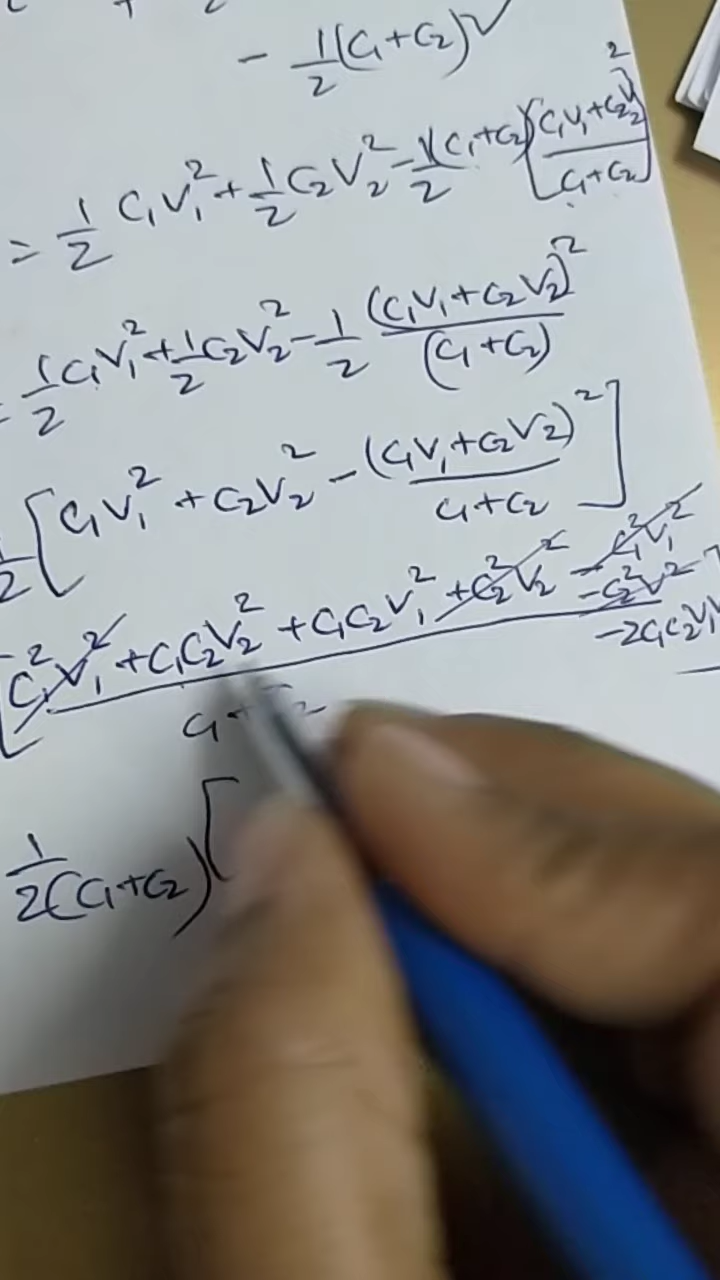 - 1/2 (C₁+C₂) V
= 1/2 C₁V₁² + 1/2 C₂V₂² - 1/2 (C₁+C₂) [C₁V₁+C₂V₂ / C₁+C₂]²
= 1/2 C₁V₁² + 1/2 C₂V₂² - 1/2 (C₁V₁+C₂V₂)² / (C₁+C₂)
1/2 [C₁V₁² + C₂V₂² - (C₁V₁+C₂V₂)² / C₁+C₂]
[C₁²V₁² + C₁C₂V₂² + C₁C₂V₁² + C₂²V₂² - C₁²V₁² - C₂²V₂² - 2C₁C₂V₁ / C₁+C₂
1/2(C₁+C₂) [